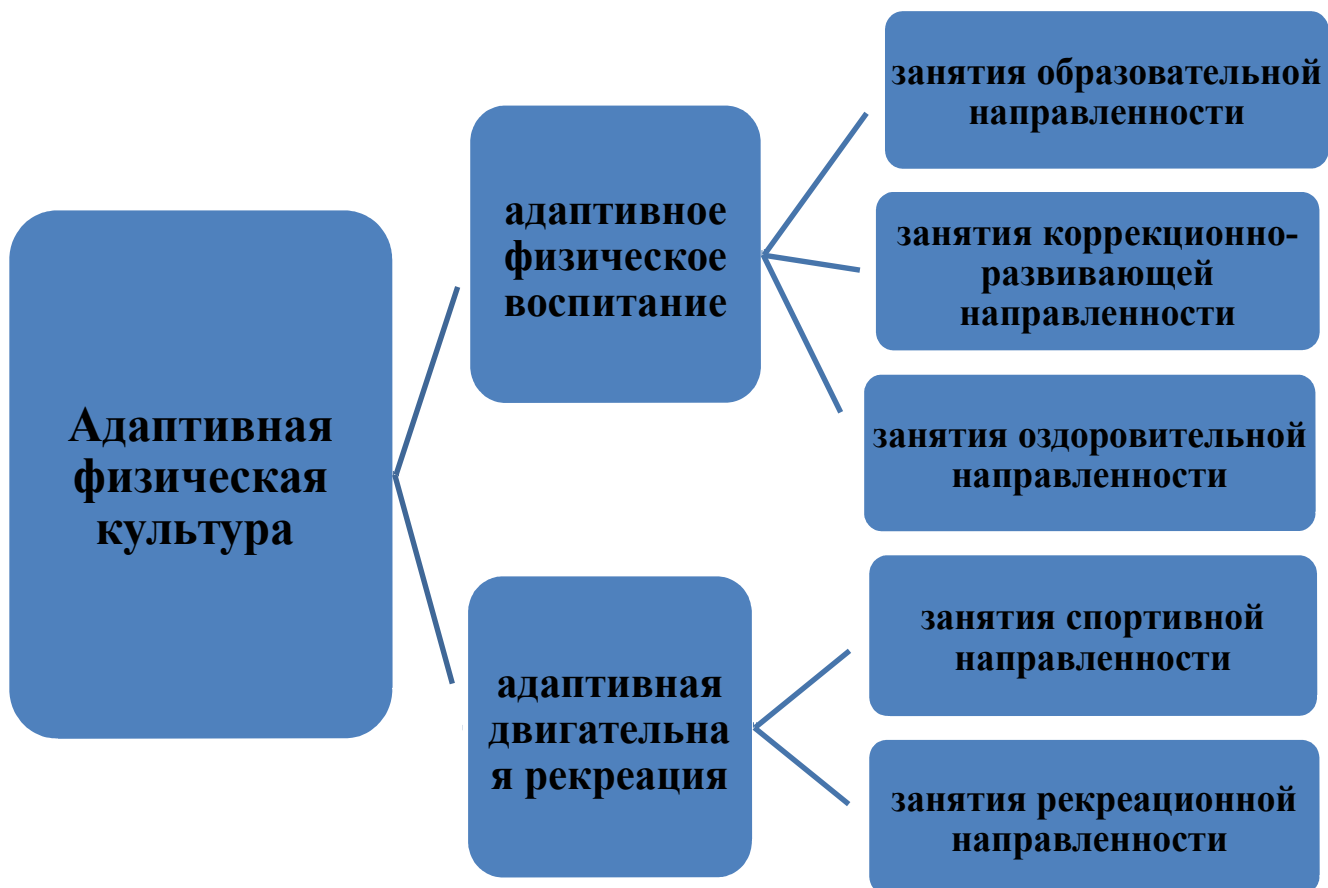 Адаптивная
физическая
культура
адаптивное
физическое
воспитание
занятия образовательной
направленности
занятия коррекционно-
развивающей
направленности
занятия оздоровительной
направленности
адаптивная
двигательна
я рекреация
занятия спортивной
направленности
занятия рекреационной
направленности